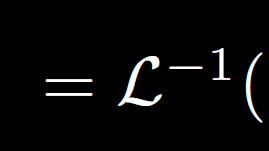 = ℒ⁻¹(